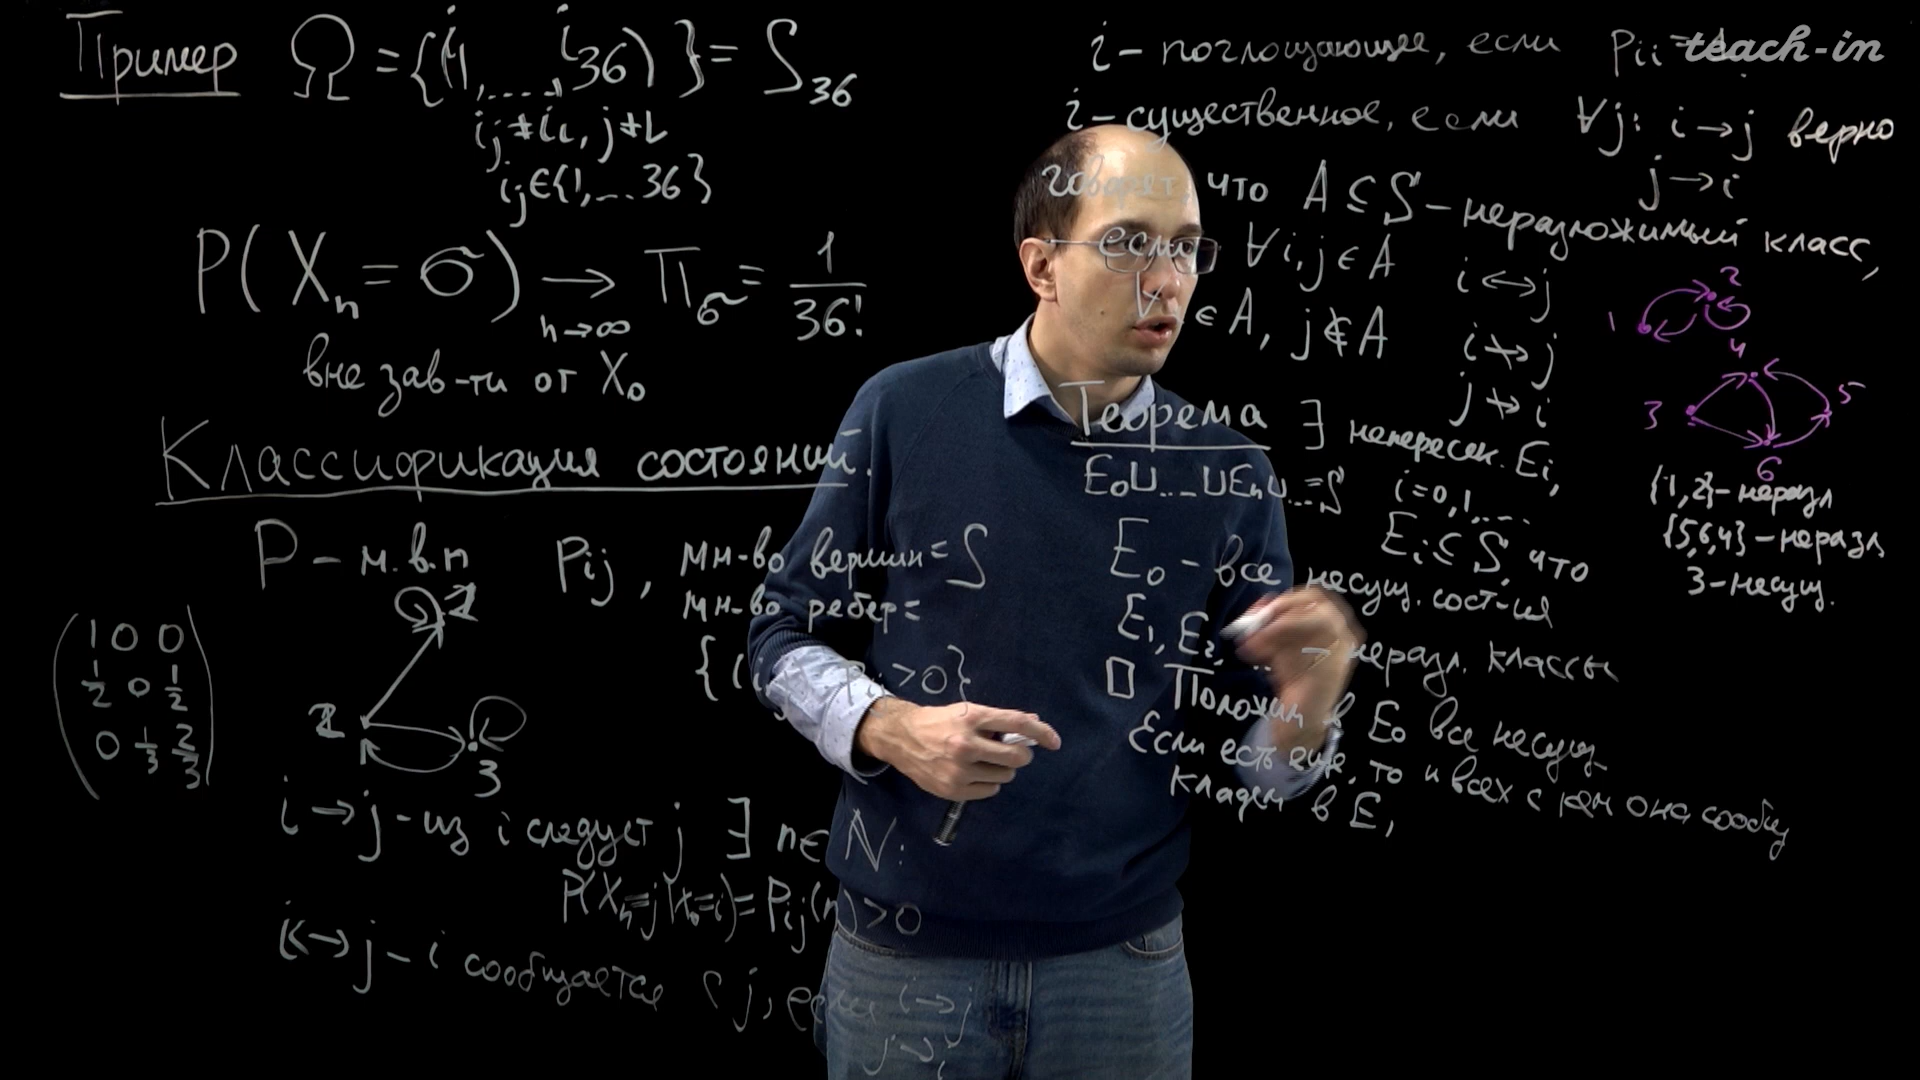 Пример Ω = {(i1, ...., i36)} = S36
ij ≠ iL, j ≠ L
ij ∈ {1, ... 36}
P(Xn = σ) → Πσ = 1/36!
n→∞
вне зав-ти от X0
Классификация состояний.
P – м.в.п Pij, мн-во вершин = S
мн-во ребер =
>0}
1 0 0
1/2 0 1/2
0 1/3 2/3
3
i → j - из i следует j ∃ n ∈ N:
P(Xn=j|X0=i) = Pij(n) > 0
i ↔ j – i сообщается с j, если i → j
j → i
teach-in
i – поглощающее, если Pii =
i – существенное, если ∀j: i → j верно
j → i
говорят, что A ⊆ S – неразложимый класс,
если ∀ i, j ∈ A i ↔ j
∈ A, j ∉ A i ↛ j
j ↛ i
Теорема ∃ непересек. Ei,
E0 U ... U En U ... = S i = 0, 1, ...
Ei ⊆ S, что
E0 – все несущ. сост-ия
E1, E2, ... – неразл. классы
□ Положим в E0 все несущ
Если есть еще, то и всех с кем она сообщ
кладем в E1
1 2
3 4 5
6
{1,2} – неразл
{5,6,4} – неразл
3 – несущ.